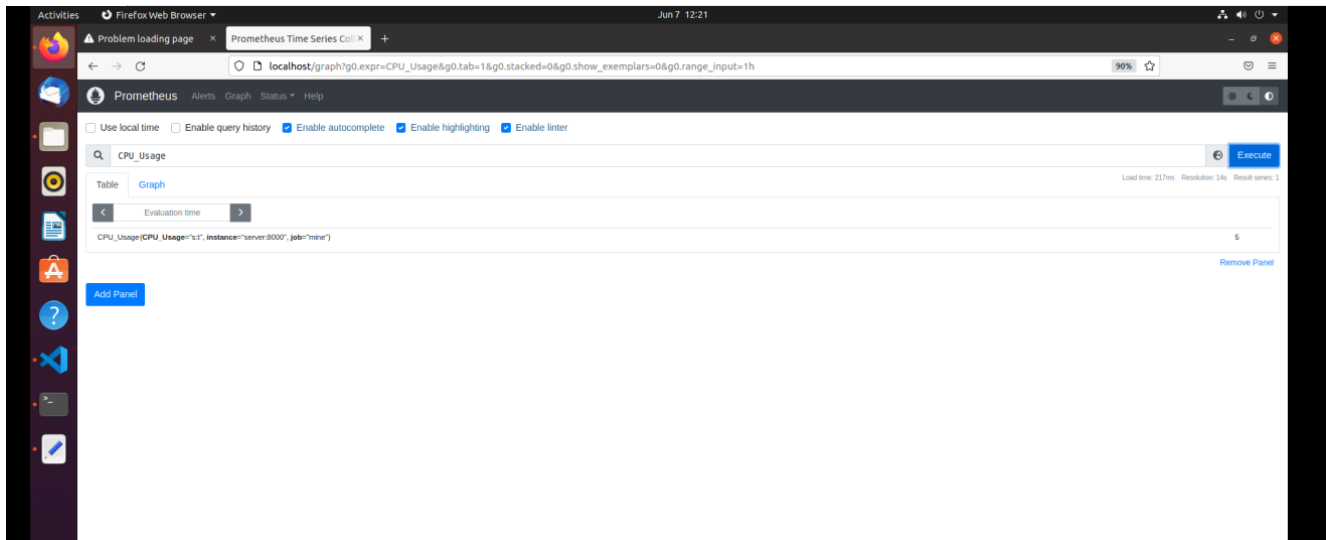 Activities Firefox Web Browser Jun 7 12:21
Problem loading page × Prometheus Time Series Col × +
localhost/graph?g0.expr=CPU_Usage&g0.tab=1&g0.stacked=0&g0.show_exemplars=0&g0.range_input=1h 90%
Prometheus Alerts Graph Status Help
Use local time Enable query history Enable autocomplete Enable highlighting Enable linter
CPU_Usage Execute
Table Graph Load time: 217ms Resolution: 14s Result series: 1
< Evaluation time >
CPU_Usage{CPU_Usage="s:t", instance="server:8000", job="mine"} 5
Remove Panel
Add Panel